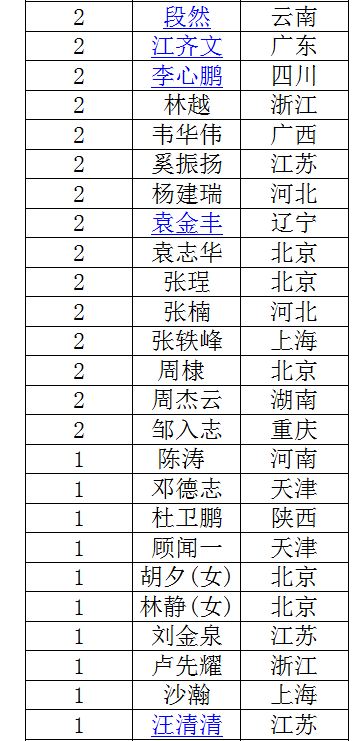 2 段然 云南
2 江齐文 广东
2 李心鹏 四川
2 林越 浙江
2 韦华伟 广西
2 奚振扬 江苏
2 杨建瑞 河北
2 袁金丰 辽宁
2 袁志华 北京
2 张珵 北京
2 张楠 河北
2 张轶峰 上海
2 周棣 北京
2 周杰云 湖南
2 邹入志 重庆
1 陈涛 河南
1 邓德志 天津
1 杜卫鹏 陕西
1 顾闻一 天津
1 胡夕(女) 北京
1 林静(女) 北京
1 刘金泉 江苏
1 卢先耀 浙江
1 沙瀚 上海
1 汪清清 江苏